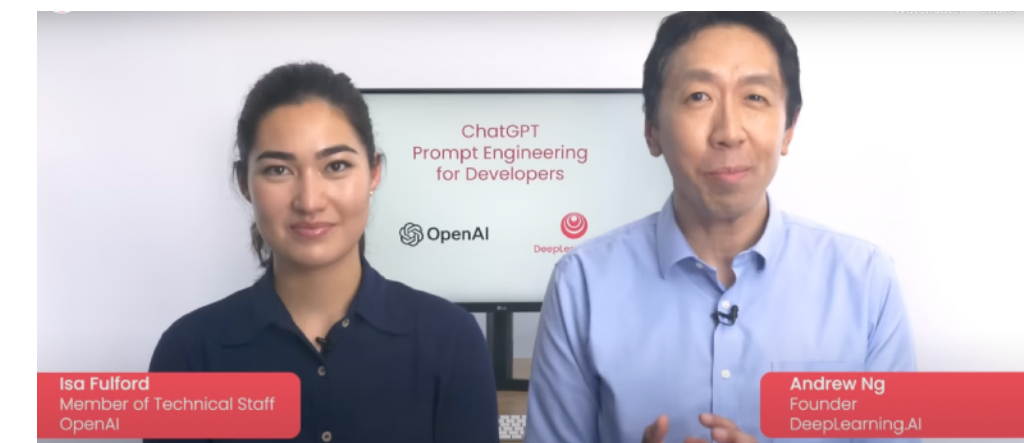 ChatGPT
Prompt Engineering
for Developers
OpenAI
Isa Fulford
Member of Technical Staff
OpenAI
Andrew Ng
Founder
DeepLearning.AI